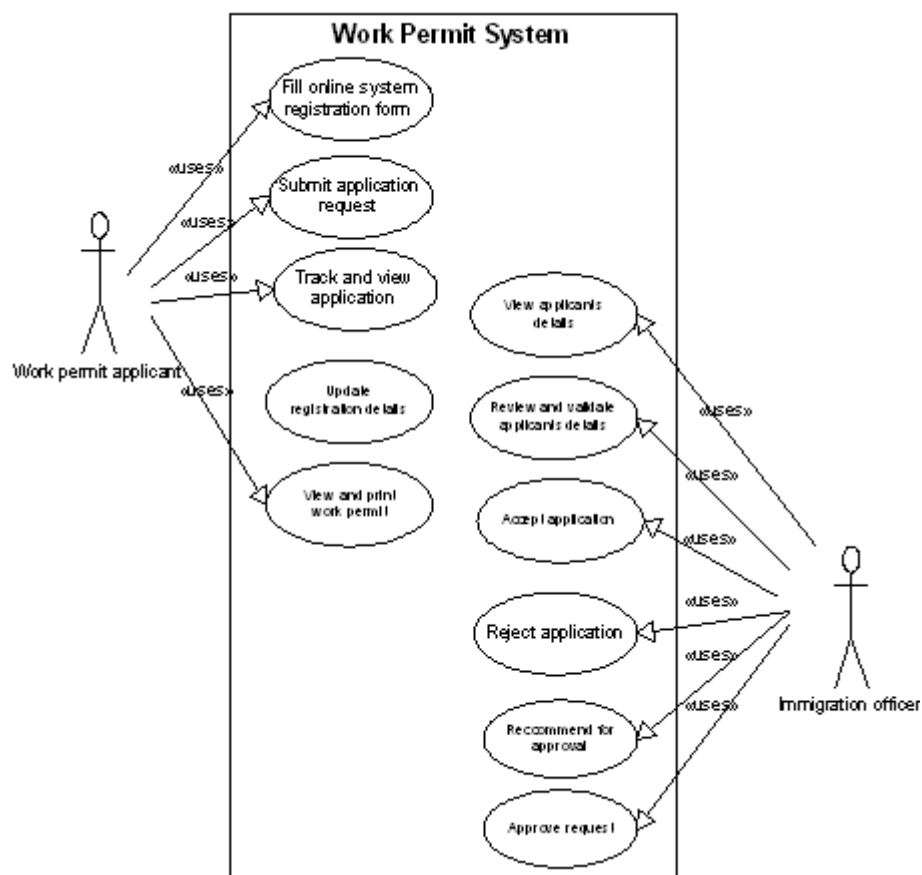 Work Permit System
Fill online system
registration form
«uses»
Submit application
request
«uses»
Track and view
application
«uses»
Work permit applicant
«uses»
Update
registration details
View and print
work permit
View applicants
details
«uses»
Review and validate
applicants details
«uses»
Accept application
«uses»
Reject application
«uses»
«uses»
Reccommend for
approval
«uses»
Immigration officer
Approve request